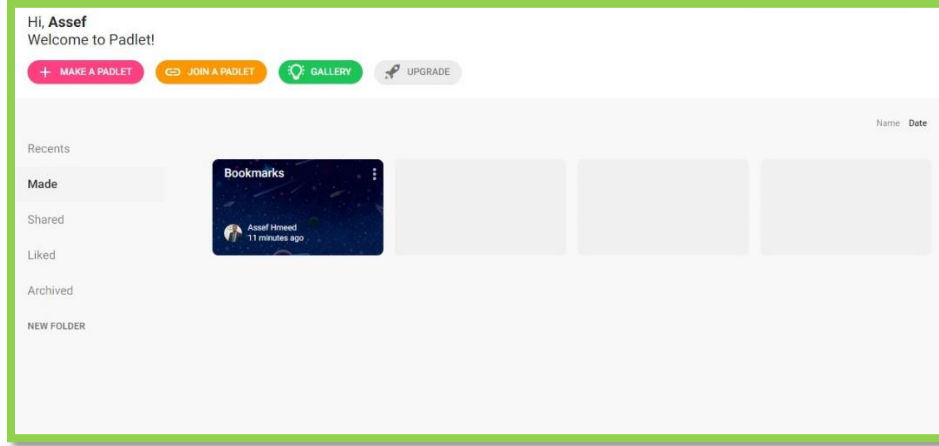 Hi, Assef
Welcome to Padlet!
MAKE A PADLET
JOIN A PADLET
GALLERY
UPGRADE
Name Date
Recents
Made
Shared
Liked
Archived
NEW FOLDER
Bookmarks
Assef Hmeed
11 minutes ago